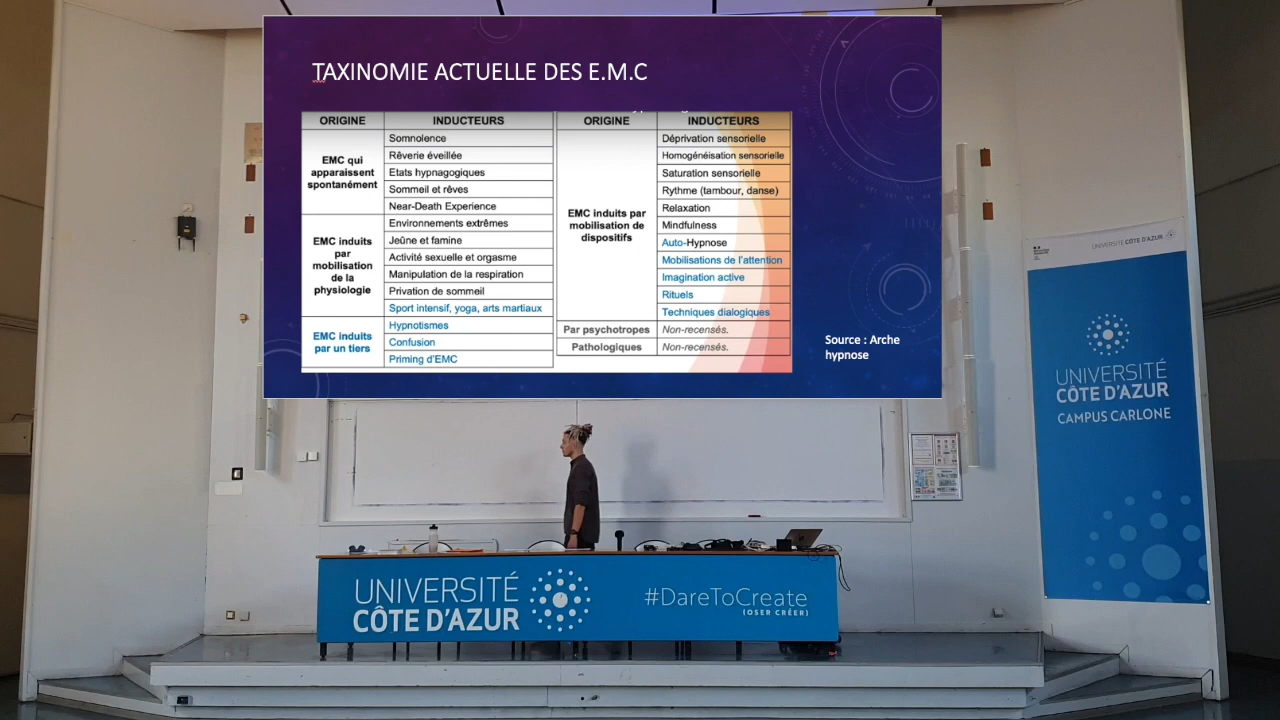 TAXINOMIE ACTUELLE DES E.M.C
ORIGINE
INDUCTEURS
EMC qui
apparaissent
spontanément
Somnolence
Rêverie éveillée
Etats hypnagogiques
Sommeil et rêves
Near-Death Experience
EMC induits
par
mobilisation
de la
physiologie
Environnements extrêmes
Jeûne et famine
Activité sexuelle et orgasme
Manipulation de la respiration
Privation de sommeil
Sport intensif, yoga, arts martiaux
EMC induits
par un tiers
Hypnotismes
Confusion
Priming d'EMC
ORIGINE
INDUCTEURS
EMC induits par
mobilisation de
dispositifs
Déprivation sensorielle
Homogénéisation sensorielle
Saturation sensorielle
Rythme (tambour, danse)
Relaxation
Mindfulness
Auto-Hypnose
Mobilisations de l'attention
Imagination active
Rituels
Techniques dialogiques
Par psychotropes
Non-recensés.
Pathologiques
Non-recensés.
Source : Arche
hypnose
UNIVERSITÉ CÔTE D'AZUR
UNIVERSITÉ
CÔTE D'AZUR
CAMPUS CARLONE
UNIVERSITÉ
CÔTE D'AZUR
#DareToCreate
(OSER CRÉER)